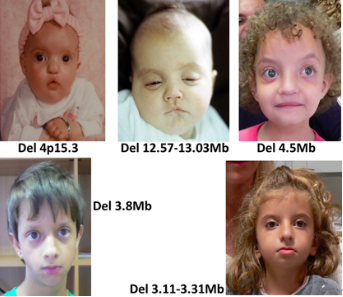 Del 4p15.3
Del 12.57-13.03Mb
Del 4.5Mb
Del 3.8Mb
Del 3.11-3.31Mb